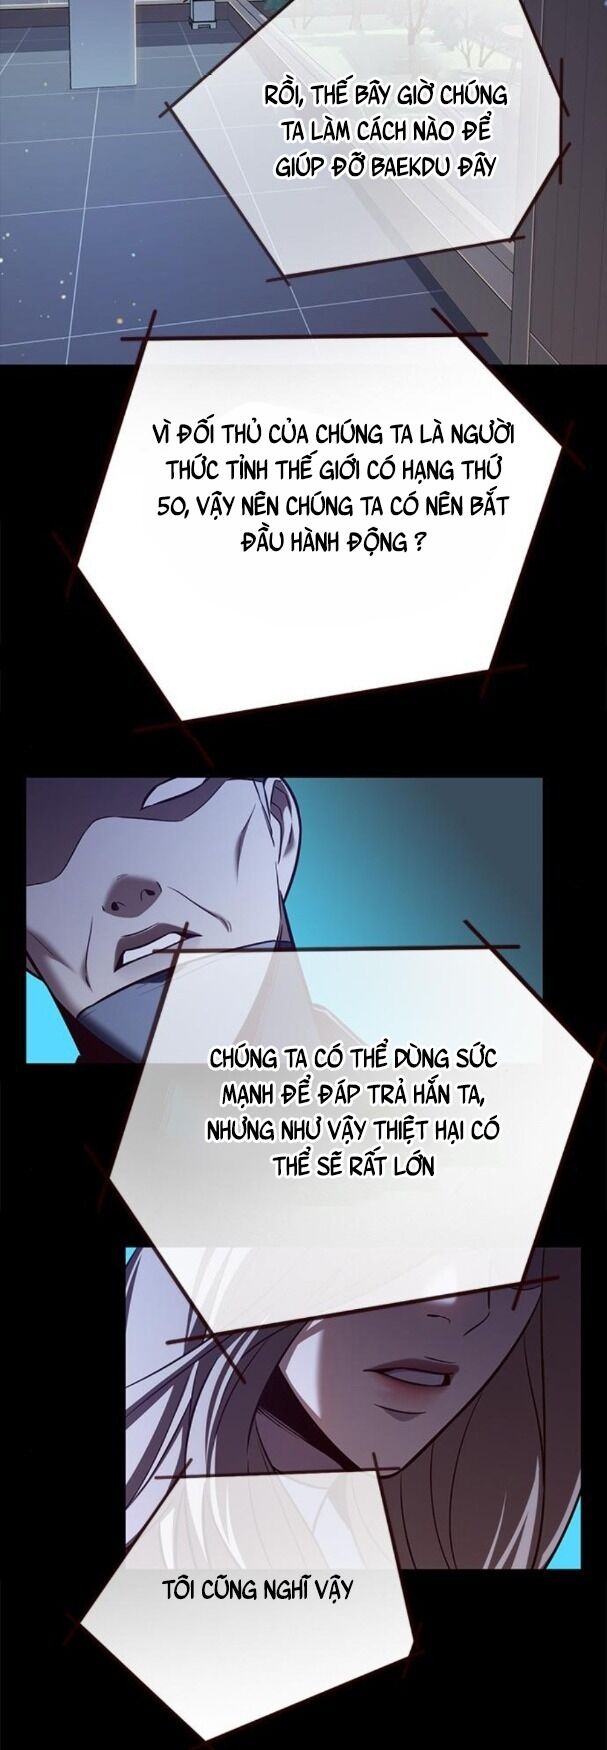 RỒI, THẾ BÂY GIỜ CHÚNG
TA LÀM CÁCH NÀO ĐỂ
GIÚP ĐỠ BAEKDU ĐÂY
VÌ ĐỐI THỦ CỦA CHÚNG TA LÀ NGƯỜI
THỨC TỈNH THẾ GIỚI CÓ HẠNG THỨ
50, VẬY NÊN CHÚNG TA CÓ NÊN BẮT
ĐẦU HÀNH ĐỘNG ?
CHÚNG TA CÓ THỂ DÙNG SỨC
MẠNH ĐỂ ĐÁP TRẢ HẮN TA,
NHƯNG NHƯ VẬY THIỆT HẠI CÓ
THỂ SẼ RẤT LỚN
TÔI CŨNG NGHĨ VẬY